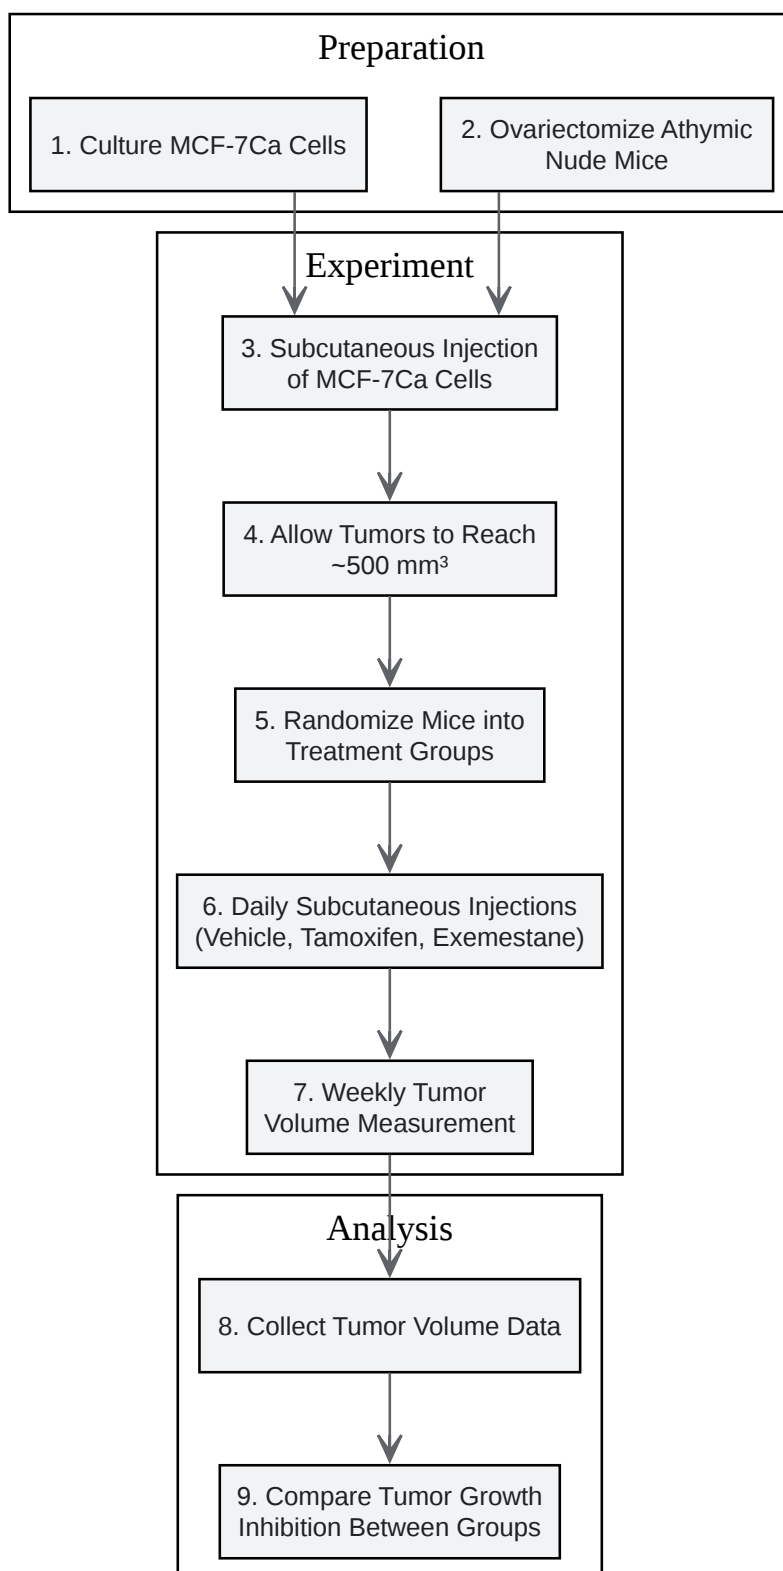 Preparation
1. Culture MCF-7Ca Cells
2. Ovariectomize Athymic
Nude Mice
Experiment
3. Subcutaneous Injection
of MCF-7Ca Cells
4. Allow Tumors to Reach
~500 mm³
5. Randomize Mice into
Treatment Groups
6. Daily Subcutaneous Injections
(Vehicle, Tamoxifen, Exemestane)
7. Weekly Tumor
Volume Measurement
Analysis
8. Collect Tumor Volume Data
9. Compare Tumor Growth
Inhibition Between Groups